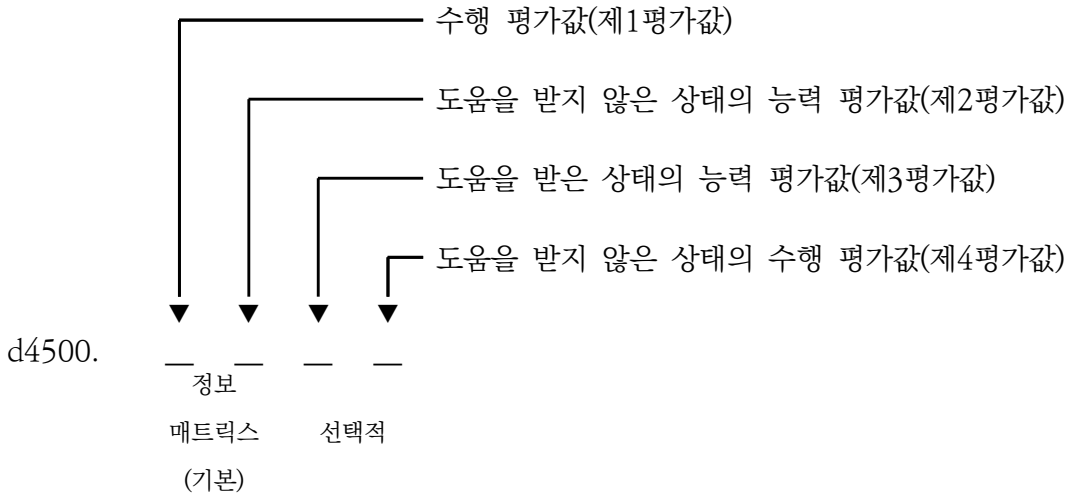 수행 평가값(제1평가값)
도움을 받지 않은 상태의 능력 평가값(제2평가값)
도움을 받은 상태의 능력 평가값(제3평가값)
도움을 받지 않은 상태의 수행 평가값(제4평가값)
d4500. _ _ _ _
정보
매트릭스 선택적
(기본)